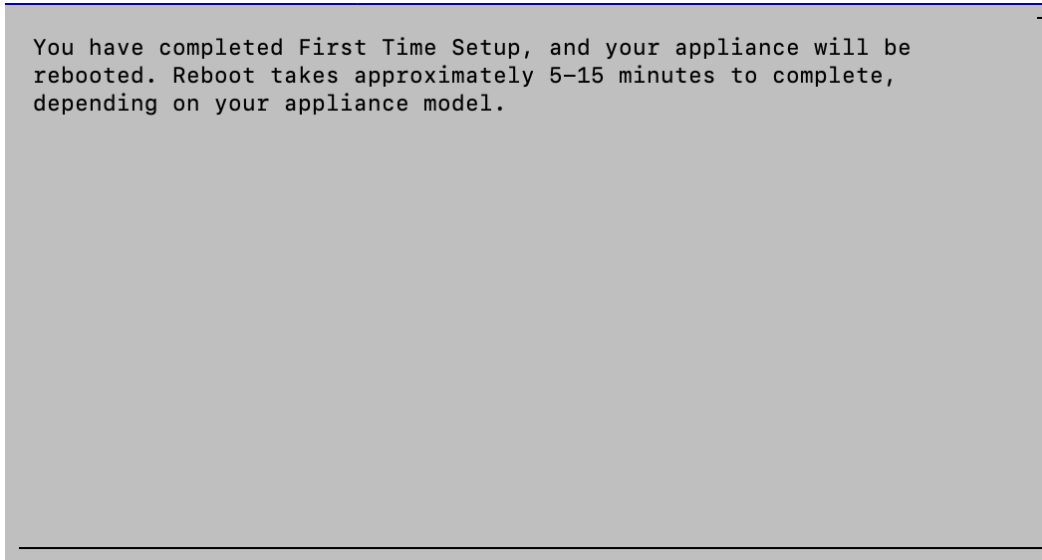 You have completed First Time Setup, and your appliance will be
rebooted. Reboot takes approximately 5–15 minutes to complete,
depending on your appliance model.